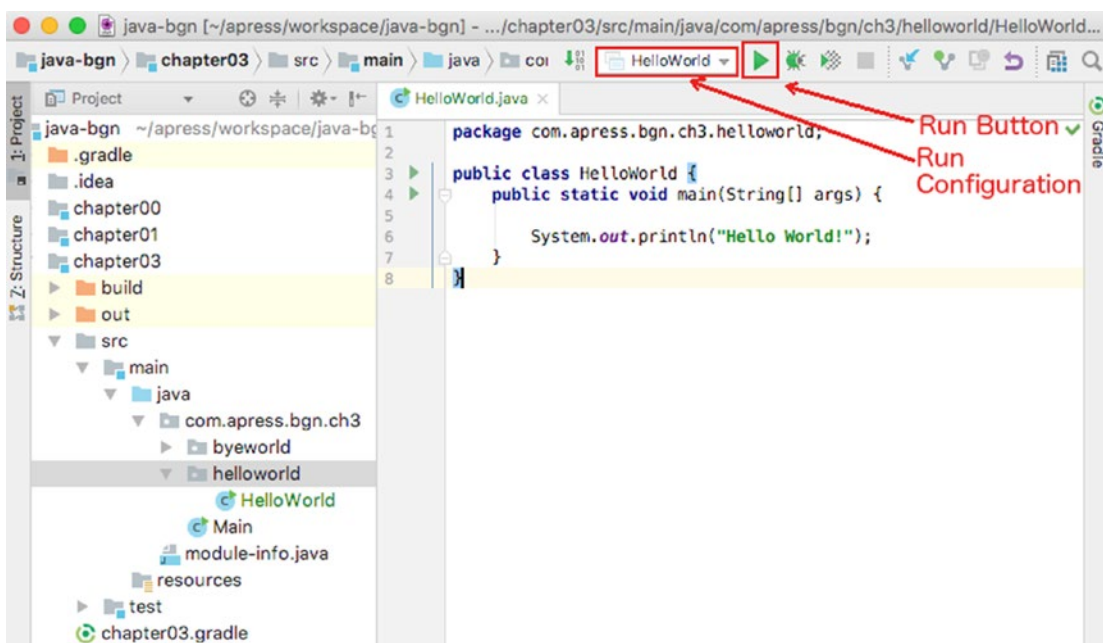 java-bgn [~/apress/workspace/java-bgn] - .../chapter03/src/main/java/com/apress/bgn/ch3/helloworld/HelloWorld...
java-bgn chapter03 src main java HelloWorld
Project
HelloWorld.java
1: Project
Z: Structure
Gradle
java-bgn ~/apress/workspace/java-bg
.gradle
.idea
chapter00
chapter01
chapter03
build
out
src
main
java
com.apress.bgn.ch3
byeworld
helloworld
HelloWorld
Main
module-info.java
resources
test
chapter03.gradle
1 package com.apress.bgn.ch3.helloworld;
2
3 public class HelloWorld {
4 public static void main(String[] args) {
5
6 System.out.println("Hello World!");
7 }
8 }
Run Button
Run
Configuration